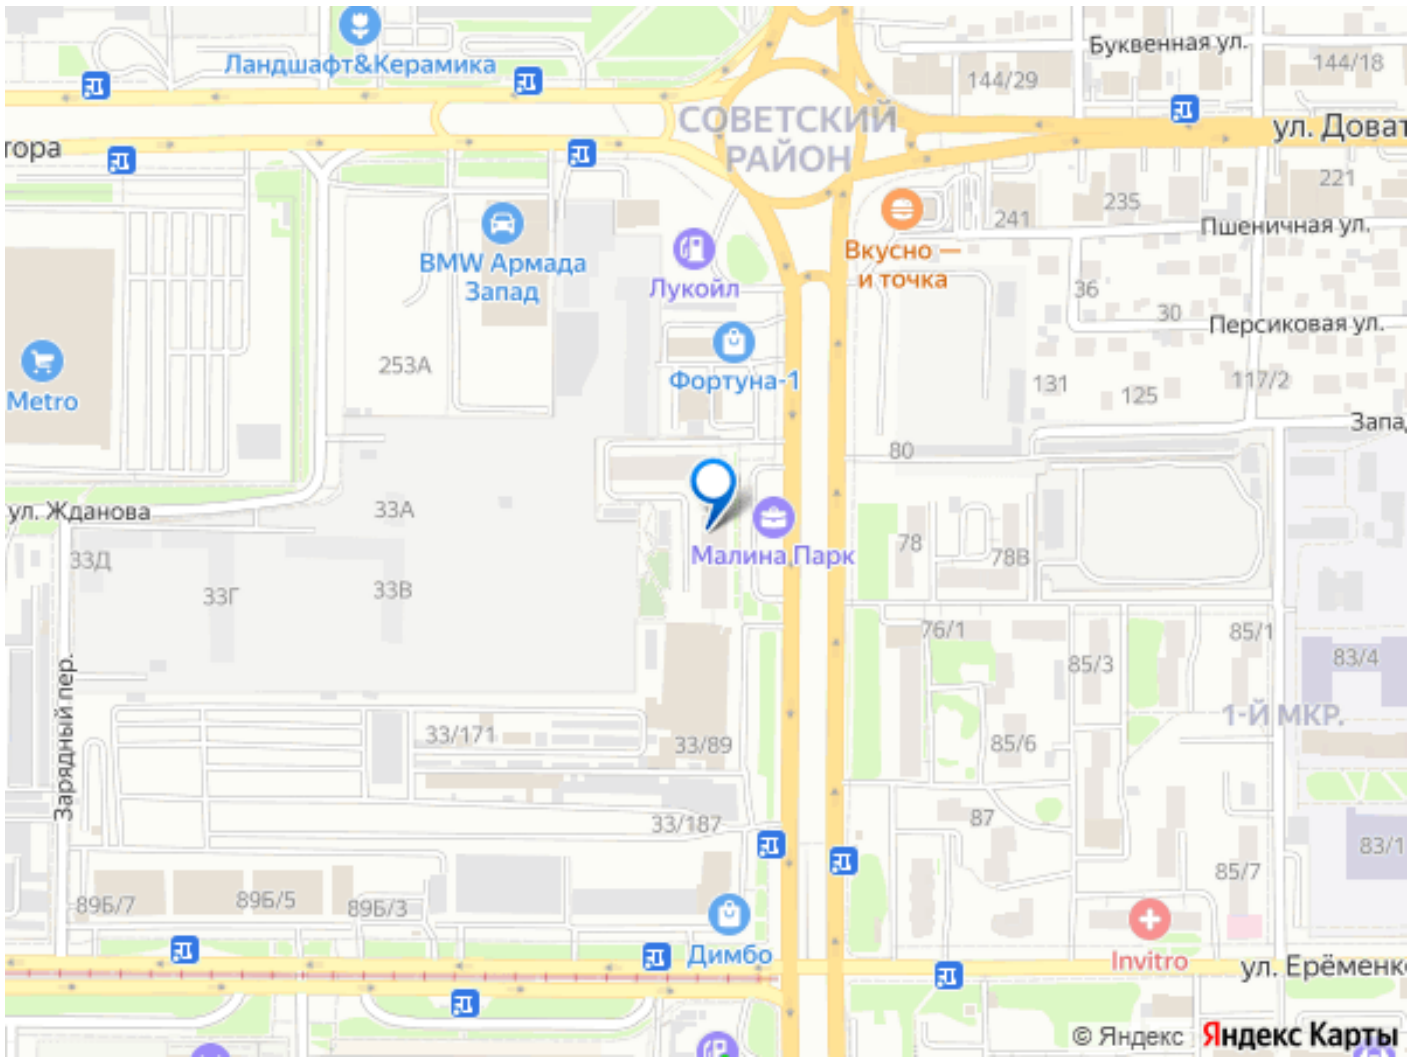 Буквенная ул.
Ландшафт&Керамика
144/29
144/18
СОВЕТСКИЙ
РАЙОН
ул. Доват
тора
221
235
241
Пшеничная ул.
BMW Армада
Запад
Лукойл
Вкусно —
и точка
36
30
Персиковая ул.
253А
Фортуна-1
Metro
131
125
117/2
Запад
80
ул. Жданова
33А
Малина Парк
78
78В
33Д
33Г
33В
76/1
85/1
85/3
83/4
Зарядный пер.
1-Й МКР.
33/171
33/89
85/6
33/187
87
83/1
85/7
89Б/7
89Б/5
89Б/3
Димбо
Invitro
ул. Ерёменк
© Яндекс
Яндекс Карты